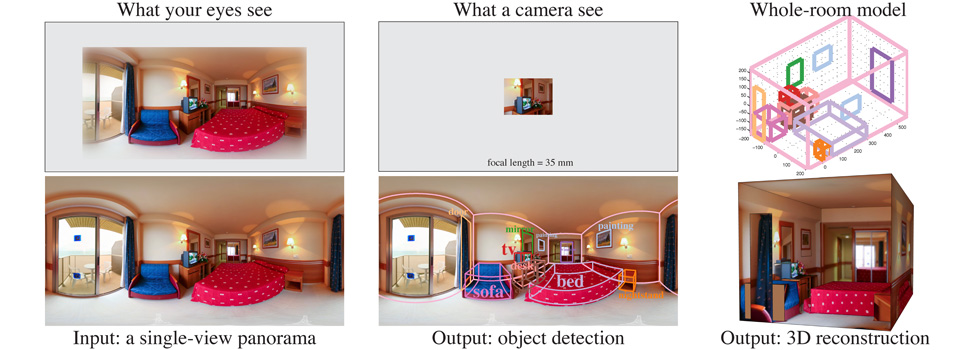 What your eyes see
What a camera see
Whole-room model
focal length = 35 mm
200
150
100
50
0
-50
-100
-150
-200
-100
0
100
200
0
100
200
300
400
500
door
mirror
painting
tv
desk
sofa
bed
painting
Input: a single-view panorama
Output: object detection
Output: 3D reconstruction